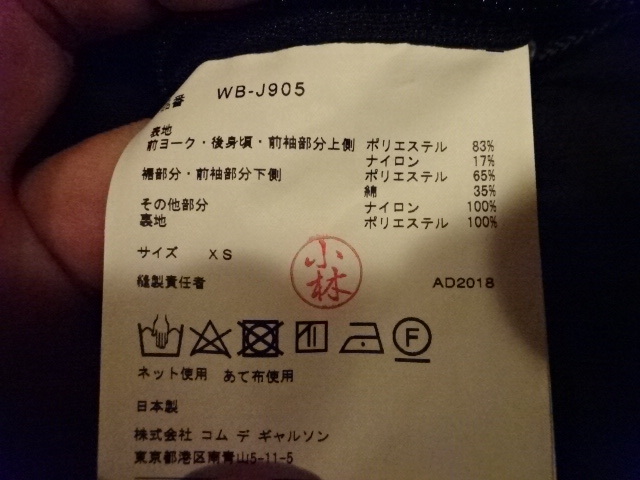 品番 WB-J905
表地
前ヨーク・後身頃・前袖部分上側 ポリエステル 83%
ナイロン 17%
裾部分・前袖部分下側 ポリエステル 65%
綿 35%
その他部分 ナイロン 100%
裏地 ポリエステル 100%
サイズ XS
縫製責任者 小林 AD2018
F
ネット使用 あて布使用
日本製
株式会社 コム デ ギャルソン
東京都港区南青山5-11-5